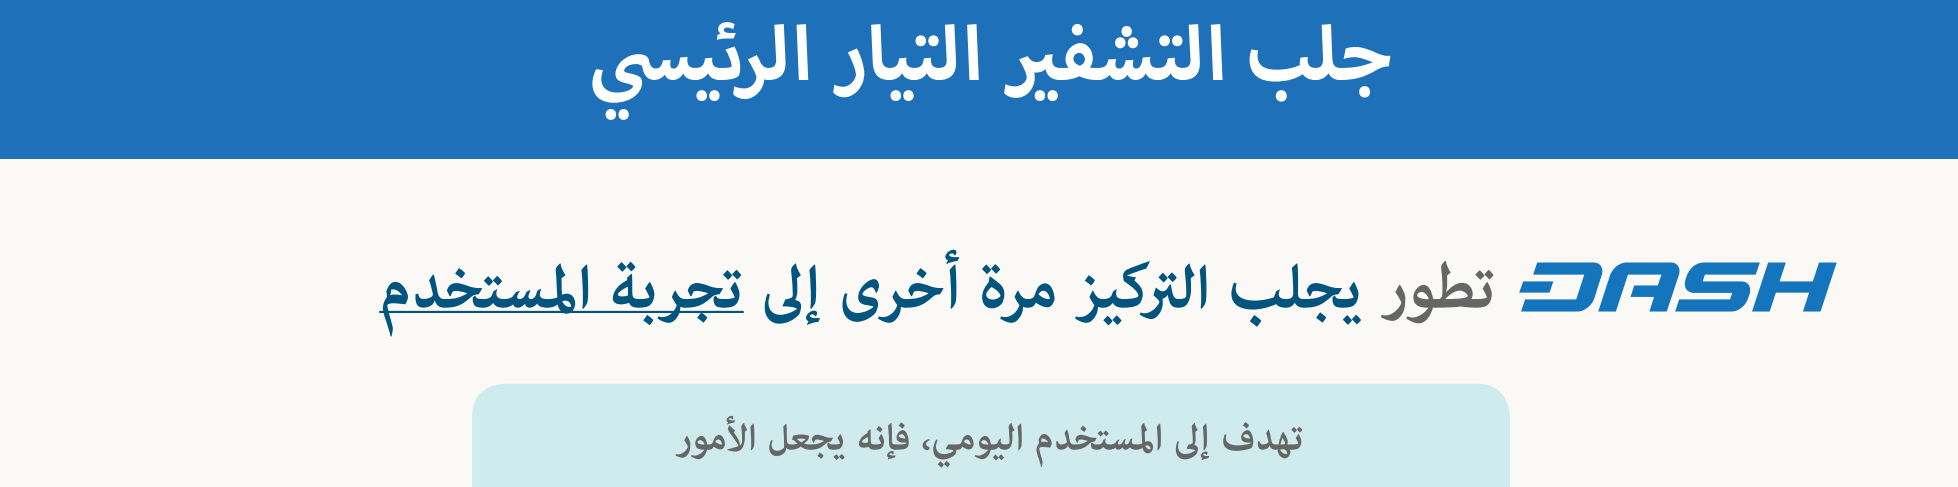 جلب التشفير التيار الرئيسي
DASH تطور يجلب التركيز مرة أخرى إلى تجربة المستخدم
تهدف إلى المستخدم اليومي، فإنه يجعل الأمور